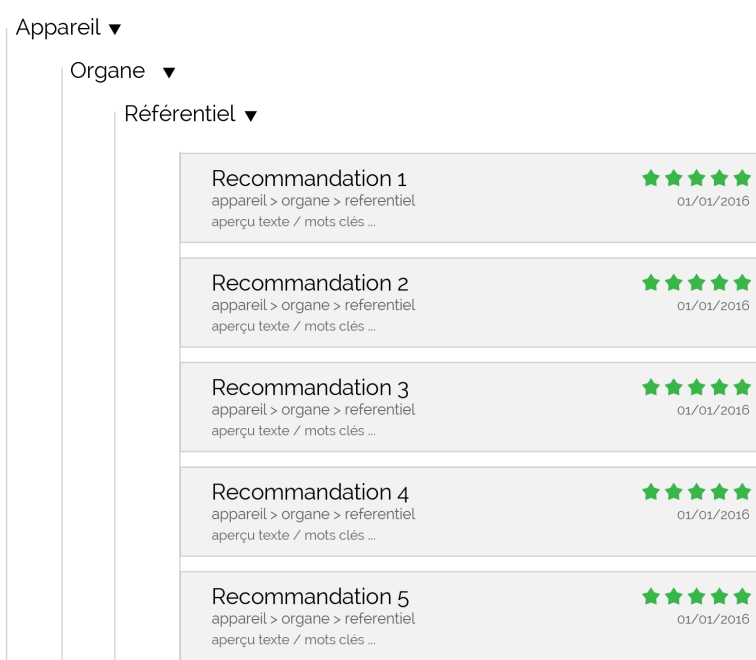 Appareil ▼
Organe ▼
Référentiel ▼
Recommandation 1
appareil > organe > referentiel
01/01/2016
aperçu texte / mots clés ...
Recommandation 2
appareil > organe > referentiel
01/01/2016
aperçu texte / mots clés ...
Recommandation 3
appareil > organe > referentiel
01/01/2016
aperçu texte / mots clés ...
Recommandation 4
appareil > organe > referentiel
01/01/2016
aperçu texte / mots clés ...
Recommandation 5
appareil > organe > referentiel
01/01/2016
aperçu texte / mots clés ...